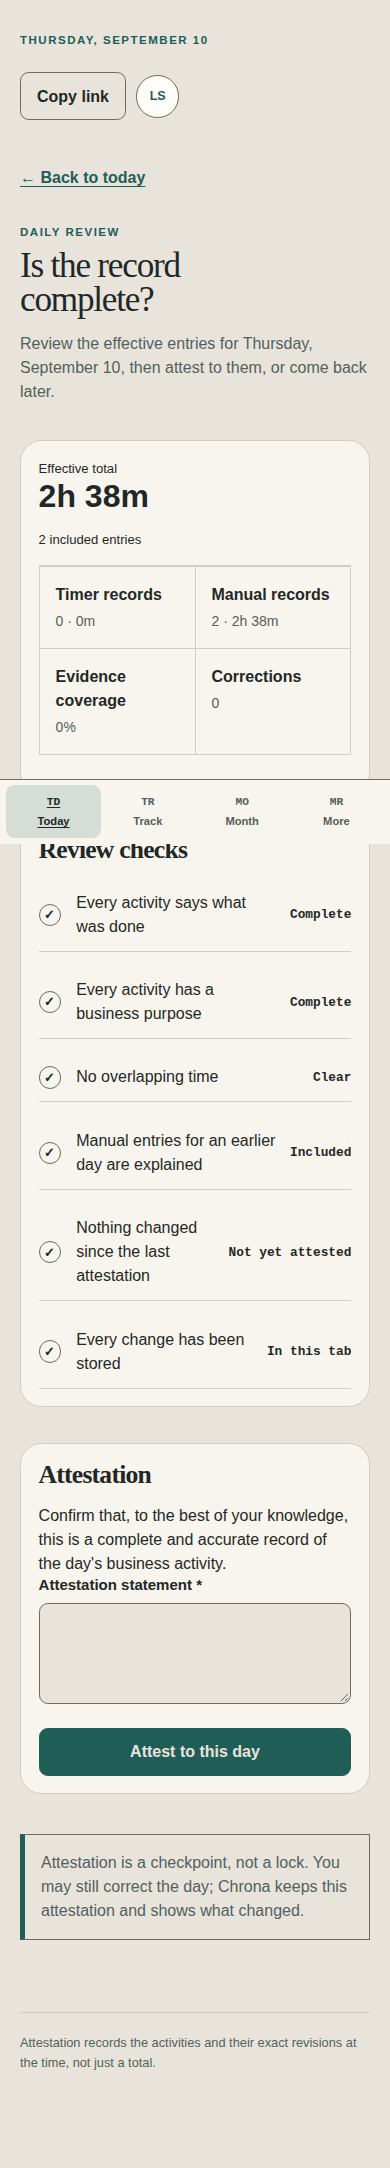 THURSDAY, SEPTEMBER 10
Copy link
LS
← Back to today
DAILY REVIEW
Is the record
complete?
Review the effective entries for Thursday,
September 10, then attest to them, or come back
later.
Effective total
2h 38m
2 included entries
Timer records
0 · 0m
Manual records
2 · 2h 38m
Evidence
coverage
0%
Corrections
0
TD
Today
TR
Track
MO
Month
MR
More
Review checks
✓ Every activity says what
was done
Complete
✓ Every activity has a
business purpose
Complete
✓ No overlapping time
Clear
✓ Manual entries for an earlier
day are explained
Included
✓ Nothing changed
since the last
attestation
Not yet attested
✓ Every change has been
stored
In this tab
Attestation
Confirm that, to the best of your knowledge,
this is a complete and accurate record of
the day's business activity.
Attestation statement *
Attest to this day
Attestation is a checkpoint, not a lock. You
may still correct the day; Chrona keeps this
attestation and shows what changed.
Attestation records the activities and their exact revisions at
the time, not just a total.